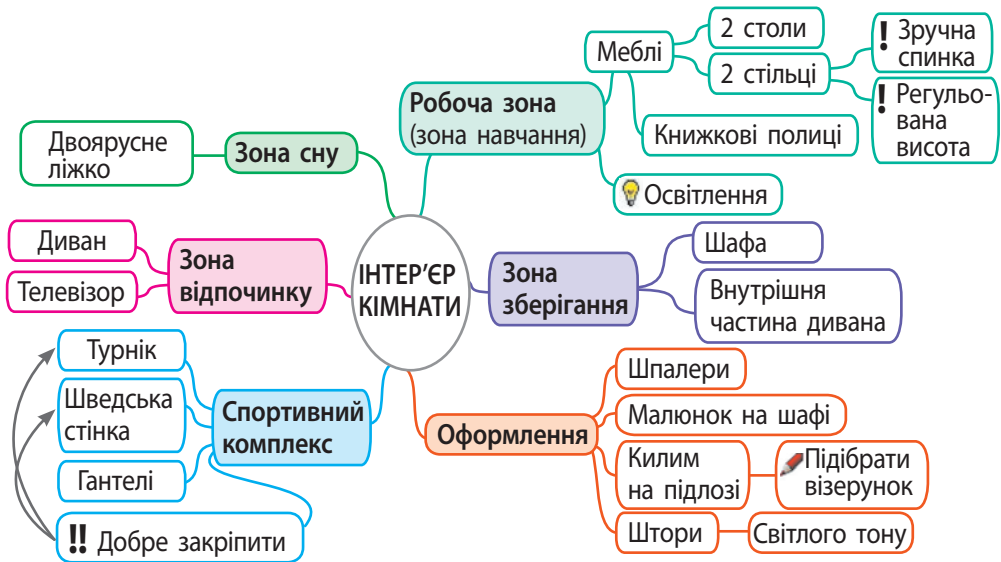 ІНТЕР’ЄР
КІМНАТИ
Робоча зона
(зона навчання)
Меблі
2 столи
2 стільці
! Зручна
спинка
! Регульо-
вана
висота
Книжкові полиці
Освітлення
Зона
зберігання
Шафа
Внутрішня
частина дивана
Оформлення
Шпалери
Малюнок на шафі
Килим
на підлозі
Підібрати
візерунок
Штори
Світлого тону
Спортивний
комплекс
Турнік
Шведська
стінка
Гантелі
!! Добре закріпити
Зона
відпочинку
Диван
Телевізор
Зона сну
Двоярусне
ліжко